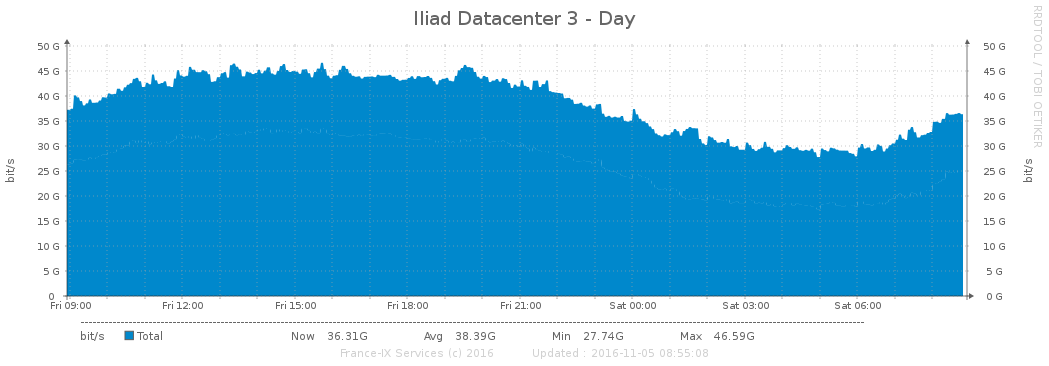 Iliad Datacenter 3 - Day
RRDTOOL / TOBI OETIKER
bit/s
50 G
45 G
40 G
35 G
30 G
25 G
20 G
15 G
10 G
5 G
0
50 G
45 G
40 G
35 G
30 G
25 G
20 G
15 G
10 G
5 G
0 G
bit/s
Fri 09:00 Fri 12:00 Fri 15:00 Fri 18:00 Fri 21:00 Sat 00:00 Sat 03:00 Sat 06:00
bit/s Total Now 36.31G Avg 38.39G Min 27.74G Max 46.59G
France-IX Services (c) 2016 Updated : 2016-11-05 08:55:08